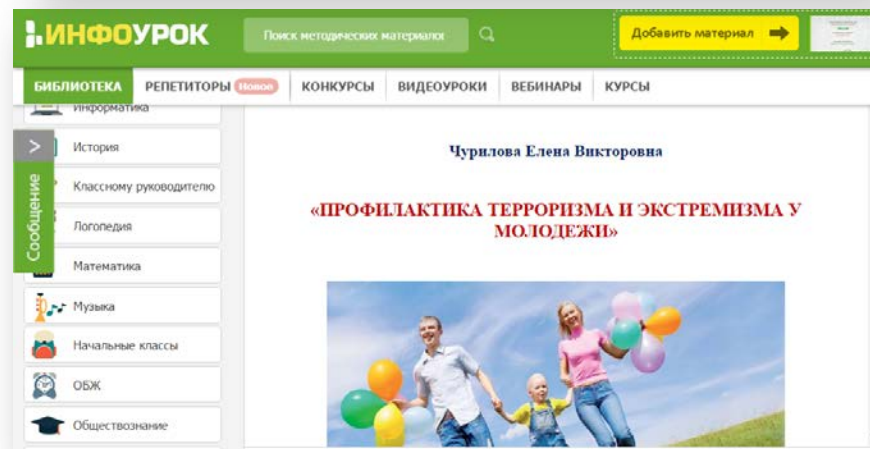 ИНФОУРОК
Поиск методических материалов
Добавить материал
БИБЛИОТЕКА РЕПЕТИТОРЫ Новое КОНКУРСЫ ВИДЕОУРОКИ ВЕБИНАРЫ КУРСЫ
Информатика
История
Классному руководителю
Логопедия
Математика
Музыка
Начальные классы
ОБЖ
Обществознание
Сообщение
Чурилова Елена Викторовна
«ПРОФИЛАКТИКА ТЕРРОРИЗМА И ЭКСТРЕМИЗМА У
МОЛОДЕЖИ»